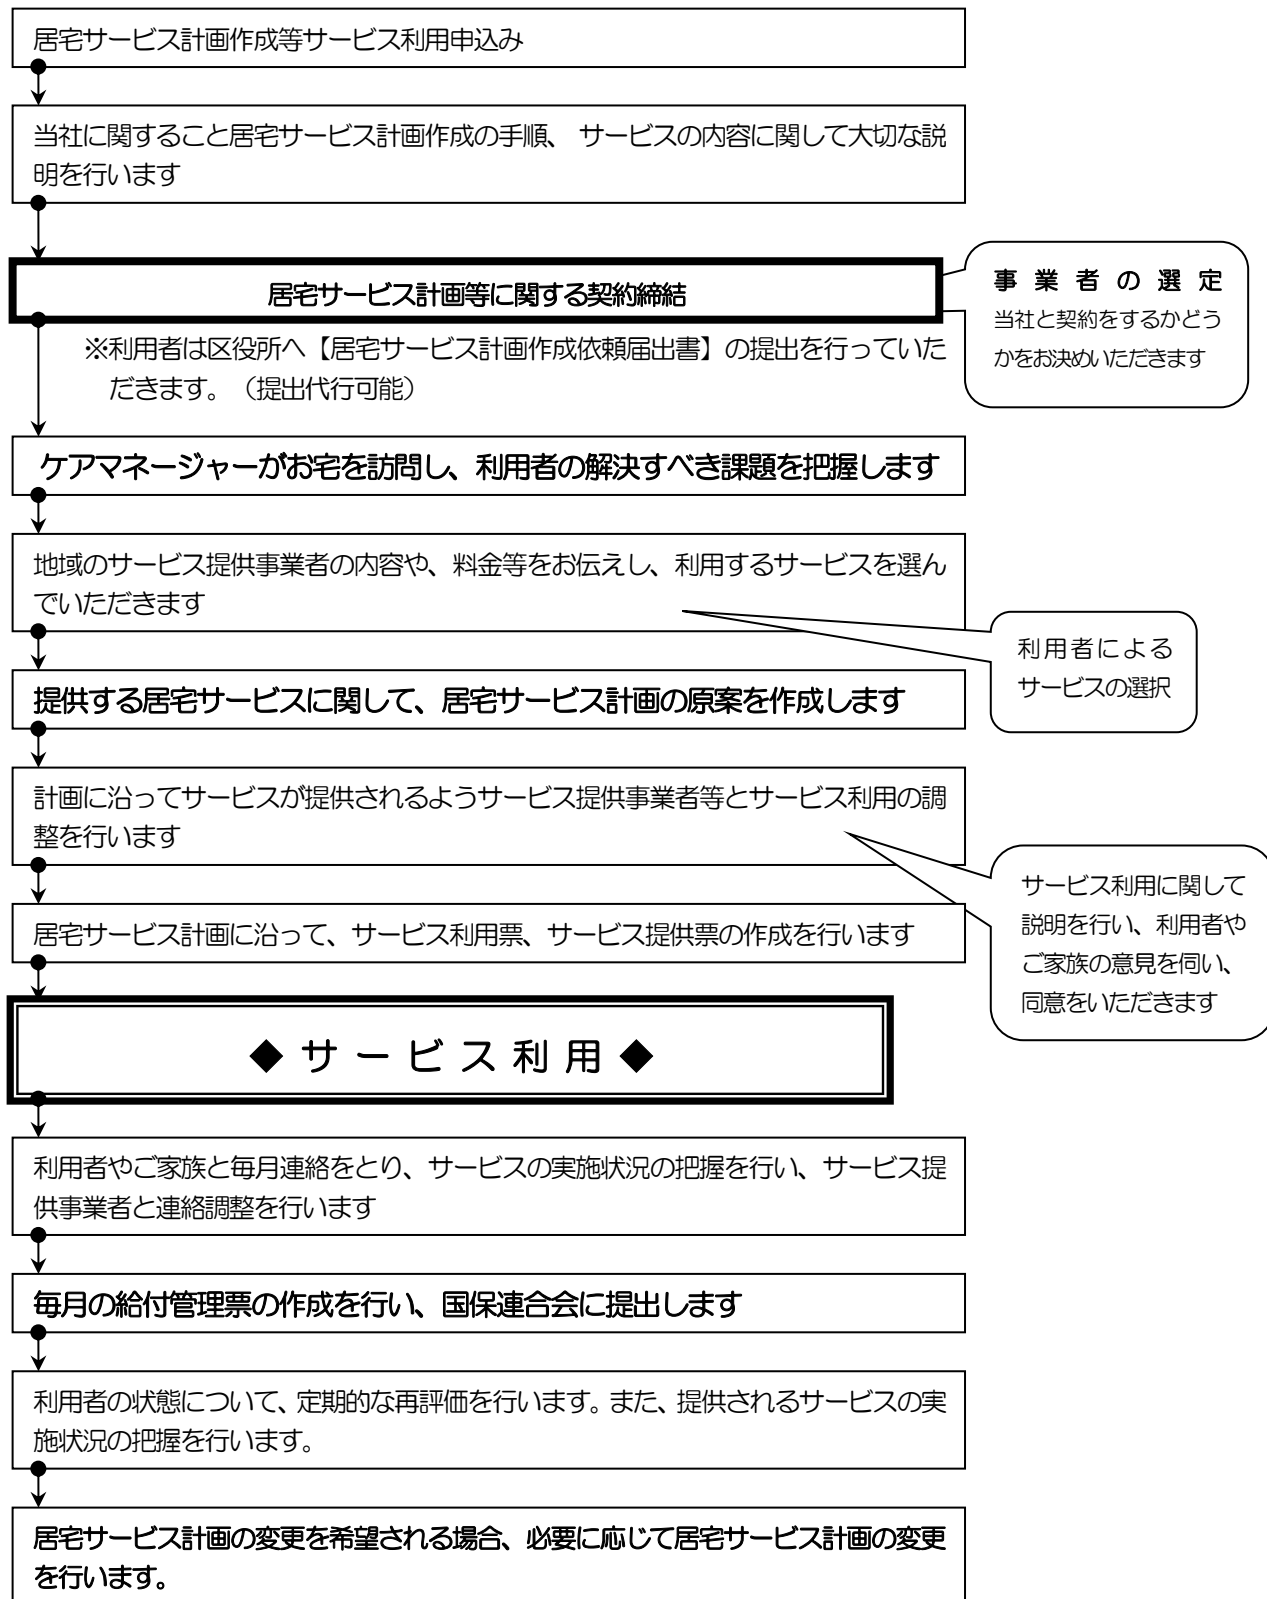 居宅サービス計画作成等サービス利用申込み
当社に関すること居宅サービス計画作成の手順、 サービスの内容に関して大切な説
明を行います
居宅サービス計画等に関する契約締結
事 業 者 の 選 定
当社と契約をするかどう
かをお決めいただきます
※利用者は区役所へ【居宅サービス計画作成依頼届出書】の提出を行っていた
だきます。（提出代行可能）
ケアマネージャーがお宅を訪問し、利用者の解決すべき課題を把握します
地域のサービス提供事業者の内容や、料金等をお伝えし、利用するサービスを選ん
でいただきます
利用者による
サービスの選択
提供する居宅サービスに関して、居宅サービス計画の原案を作成します
計画に沿ってサービスが提供されるようサービス提供事業者等とサービス利用の調
整を行います
サービス利用に関して
説明を行い、利用者や
ご家族の意見を伺い、
同意をいただきます
居宅サービス計画に沿って、サービス利用票、サービス提供票の作成を行います
◆ サ ー ビ ス 利 用 ◆
利用者やご家族と毎月連絡をとり、サービスの実施状況の把握を行い、サービス提
供事業者と連絡調整を行います
毎月の給付管理票の作成を行い、国保連合会に提出します
利用者の状態について、定期的な再評価を行います。また、提供されるサービスの実
施状況の把握を行います。
居宅サービス計画の変更を希望される場合、必要に応じて居宅サービス計画の変更
を行います。